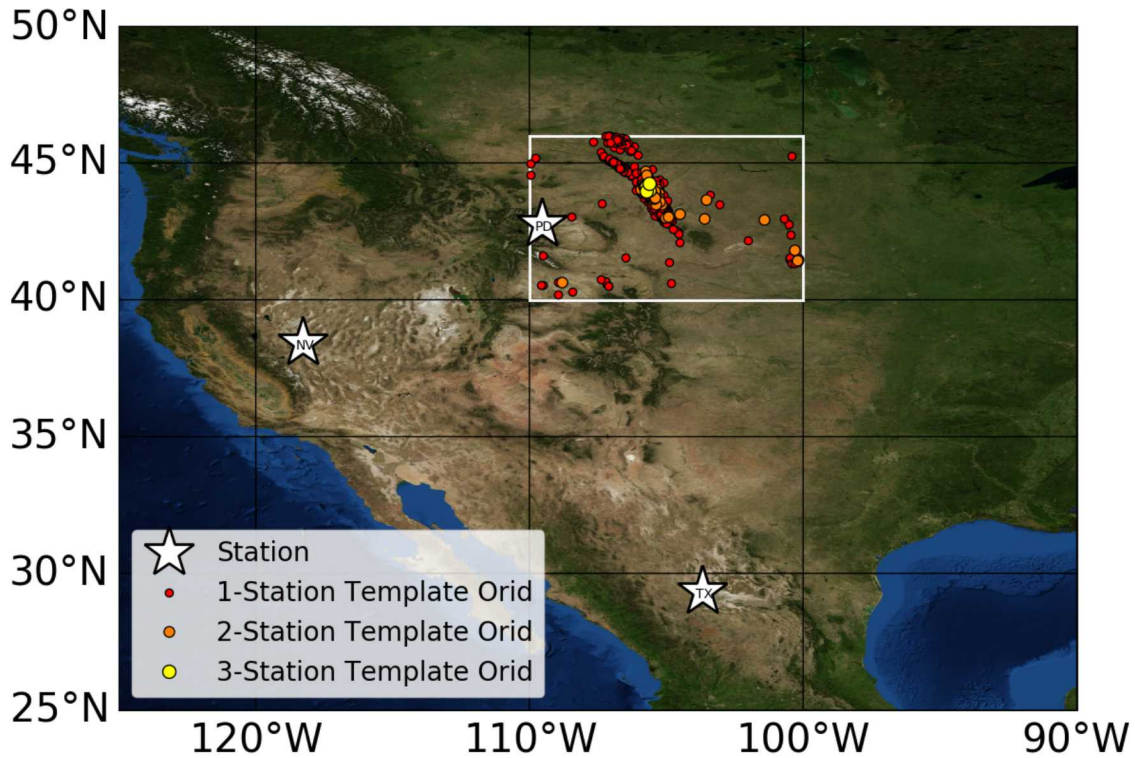 50°N
45°N
40°N
35°N
30°N
25°N
PD
NV
TX
Station
1-Station Template Orid
2-Station Template Orid
3-Station Template Orid
120°W
110°W
100°W
90°W